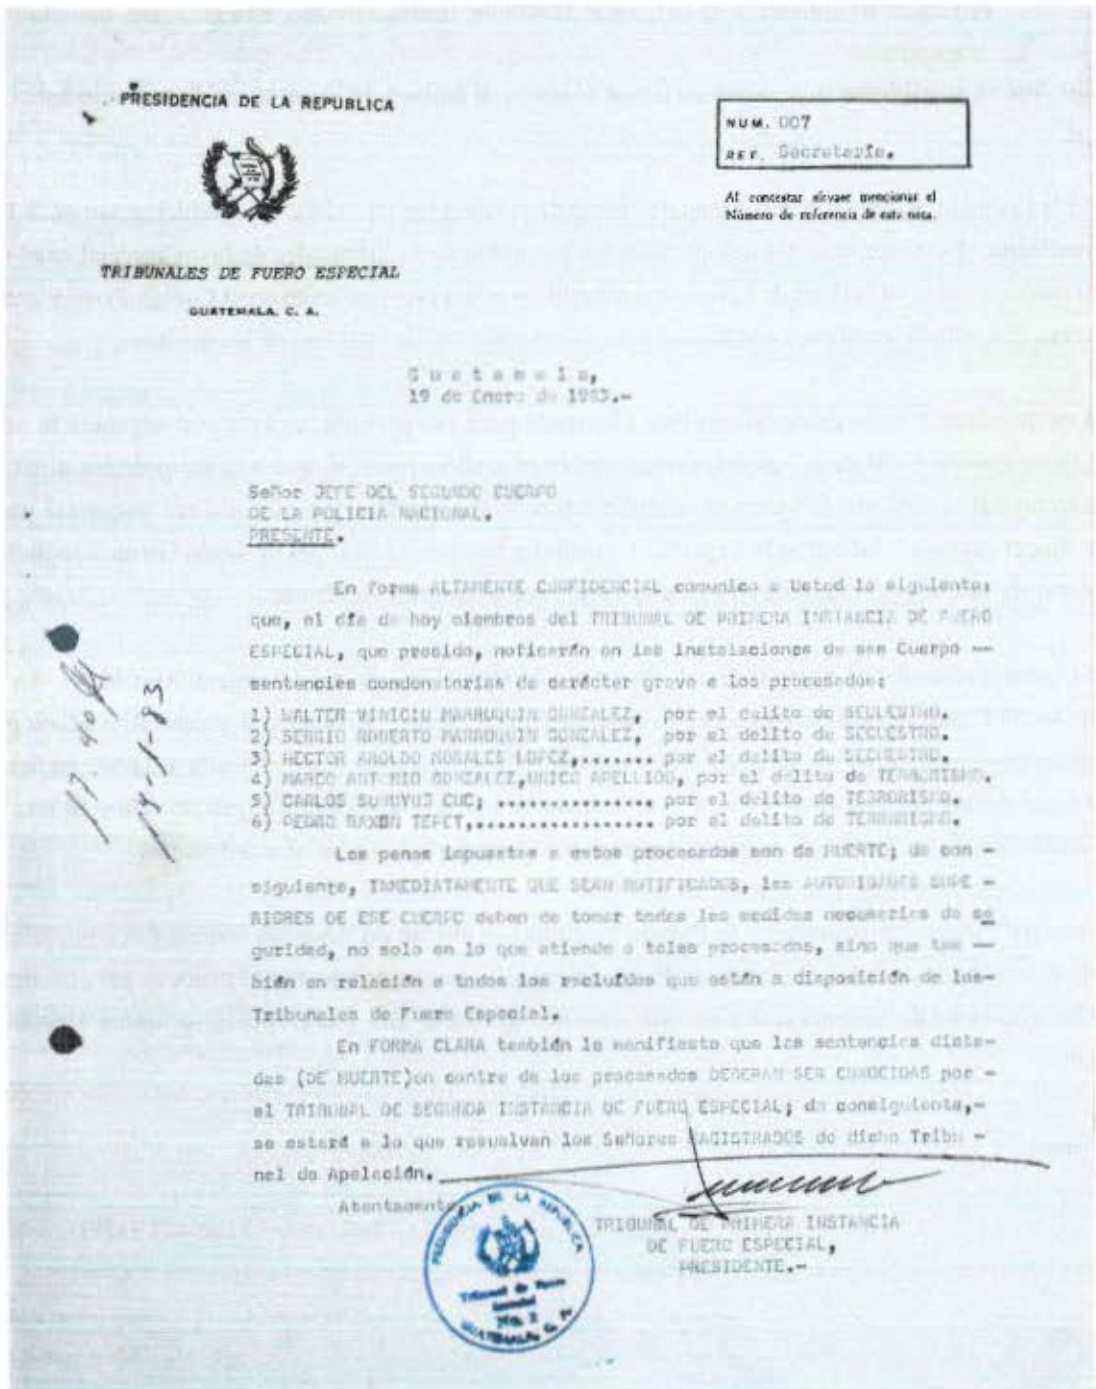 PRESIDENCIA DE LA REPUBLICA
TRIBUNALES DE FUERO ESPECIAL
GUATEMALA, C. A.
NUM. 007
REF. Secretaría.
Al contestar sírvase mencionar el
Número de referencia de esta nota.
Guatemala,
19 de Enero de 1983.-
Señor JEFE DEL SEGUNDO CUERPO
DE LA POLICIA NACIONAL.
PRESENTE.
En forma ALTAMENTE CONFIDENCIAL comunico a Usted lo siguiente:
que, el día de hoy miembros del TRIBUNAL DE PRIMERA INSTANCIA DE FUERO
ESPECIAL, que presido, noticarán en las instalaciones de ese Cuerpo --
sentencias condenatorias de carácter grave a los procesados:
1) WALTER VINICIO MARROQUIN GONZALEZ, por el delito de SECUESTRO.
2) SERGIO ROBERTO MARROQUIN GONZALEZ, por el delito de SECUESTRO.
3) HECTOR AROLDO MORALES LOPEZ,....... por el delito de SECUESTRO.
4) MARCO ANTONIO GONZALEZ,UNICO APELLIDO, por el delito de TERRORISMO.
5) CARLOS SUBUYUJ CUC; ............... por el delito de TERRORISMO.
6) PEDRO RAXON TEPET,................ por el delito de TERRORISMO.
Las penas impuestas a estos procesados son de MUERTE; de con -
siguiente, INMEDIATAMENTE QUE SEAN NOTIFICADOS, las AUTORIDADES SUPE -
RIORES DE ESE CUERPO deben de tomar todas las medidas necesarias de se
guridad, no solo en lo que atiende a tales procesados, sino que tam --
bién en relación a todos los recluídos que están a disposición de los-
Tribunales de Fuero Especial.
En FORMA CLARA también le manifiesto que las sentencias dicta-
das (DE MUERTE)en contra de los procesados DEBERAN SER CONOCIDAS por -
el TRIBUNAL DE SEGUNDA INSTANCIA DE FUERO ESPECIAL; de consiguiente,-
se estará a lo que resuelvan los Señores MAGISTRADOS de dicho Tribu -
nal de Apelación.
Atentamente,
TRIBUNAL DE PRIMERA INSTANCIA
DE FUERO ESPECIAL,
PRESIDENTE.-
PRESIDENCIA DE LA REPUBLICA
Tribunal de Fuero
Especial
GUATEMALA, C. A.
17 40
19-1-83